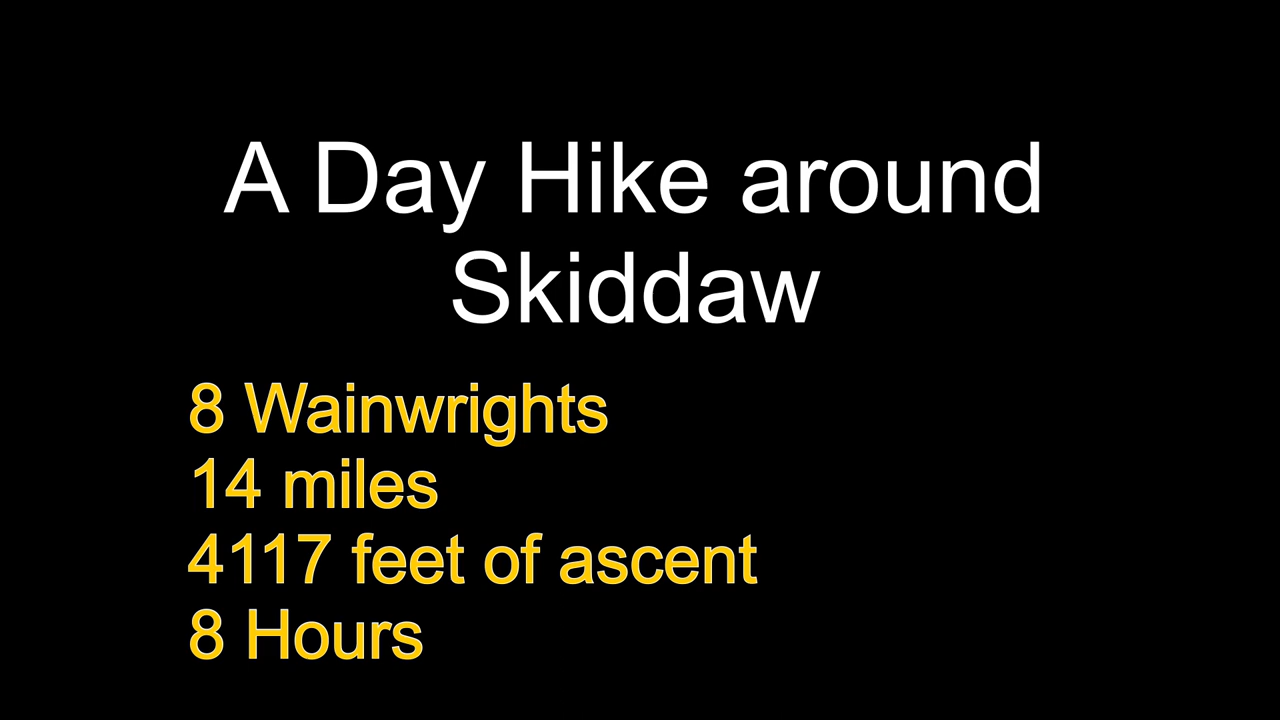 A Day Hike around
Skiddaw
8 Wainwrights
14 miles
4117 feet of ascent
8 Hours